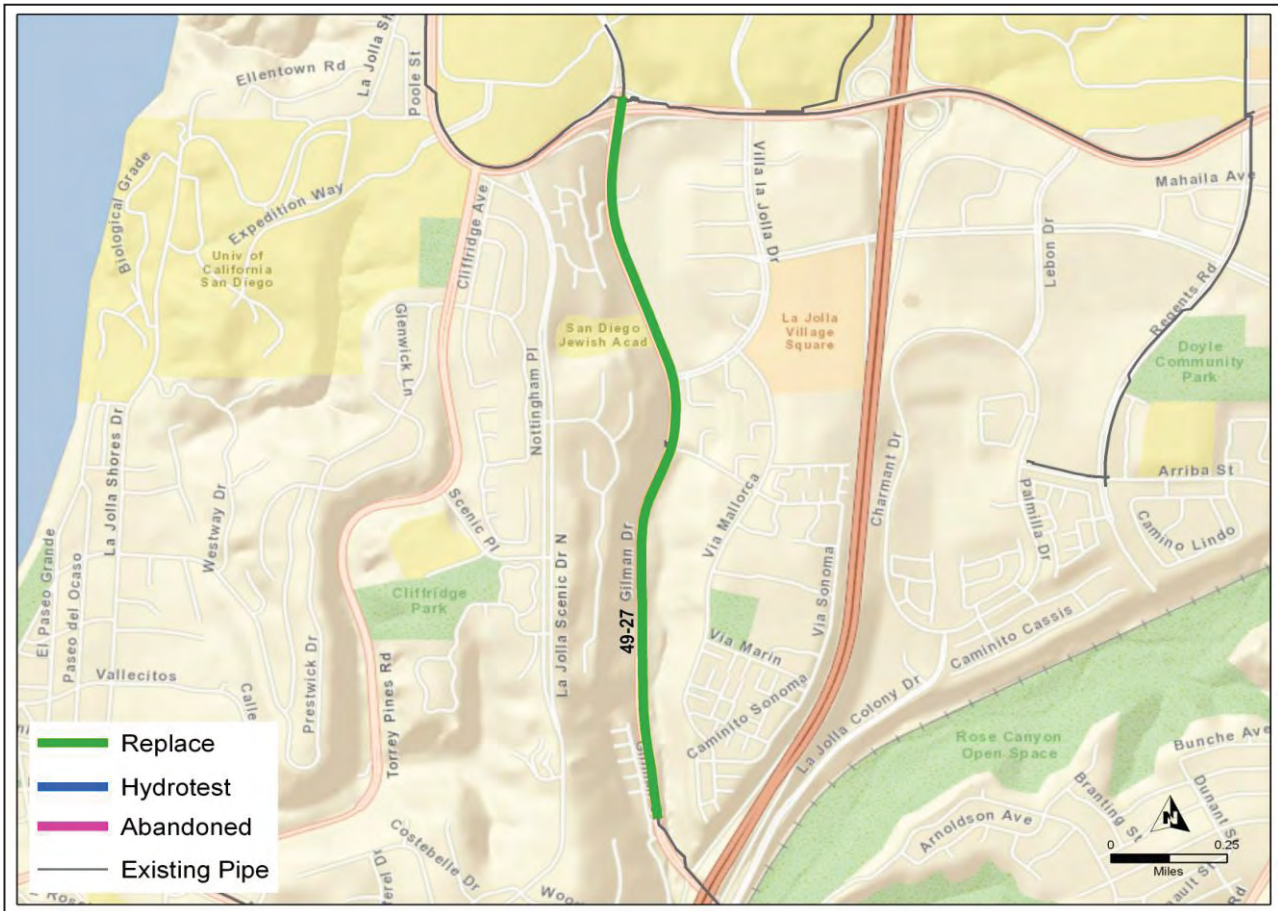 Ellentown Rd
La Jolla Sh
Poole St
Biological Grade
Expedition Way
Univ of
California
San Diego
Cliffridge Ave
Villa la Jolla Dr
Mahaila Ave
Lebon Dr
Regents Rd
Glenwick Ln
San Diego
Jewish Acad
La Jolla
Village
Square
Doyle
Community
Park
Nottingham Pl
La Jolla Shores Dr
Westway Dr
Scenic Pl
Via Mallorca
Charmant Dr
Arriba St
Palmilla Dr
Camino Lindo
El Paseo Grande
Paseo del Ocaso
Cliffridge
Park
La Jolla Scenic Dr N
Gilman Dr
49-27
Via Sonoma
Via Marin
Caminito Cassis
Vallecitos
Calle
Prestwick Dr
Torrey Pines Rd
Caminito Sonoma
La Jolla Colony Dr
Rose Canyon
Open Space
Bunche Ave
Branting St
Dunant S
Arnoldson Ave
Costebelle Dr
Woo
Rd
Replace
Hydrotest
Abandoned
Existing Pipe
N
0 0.25
Miles